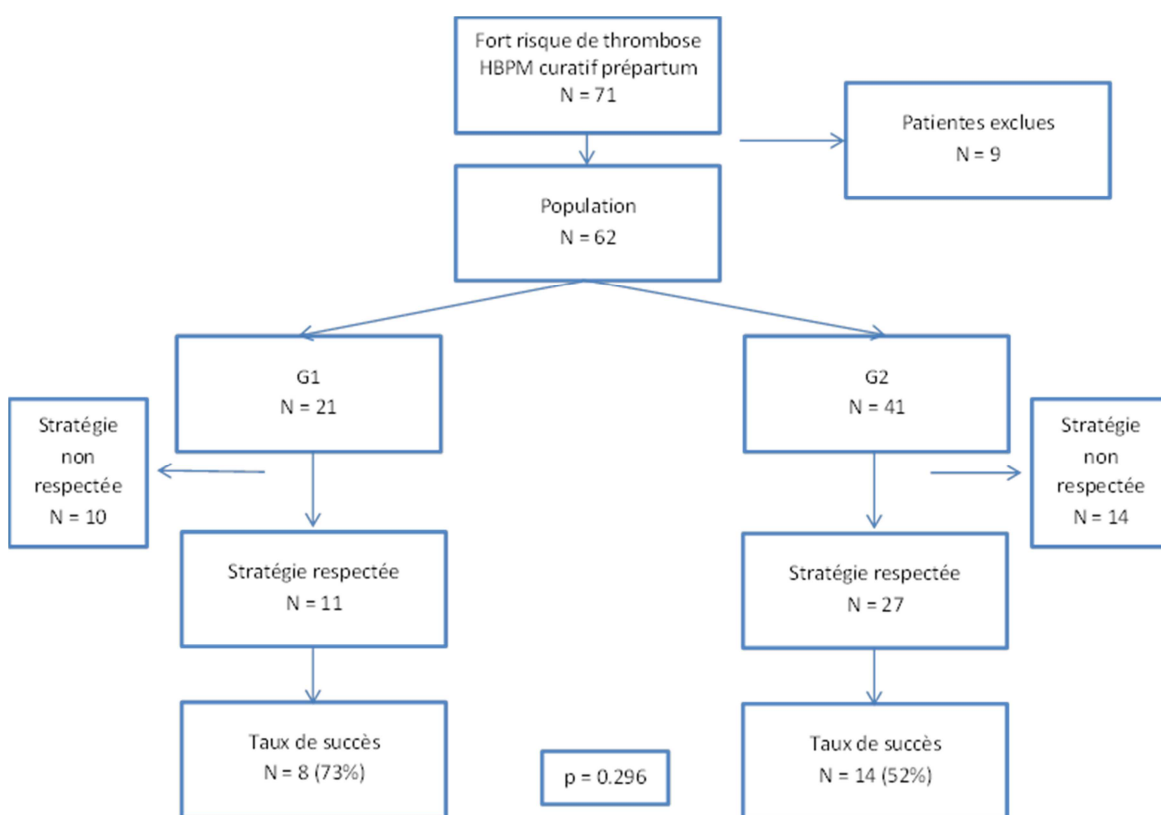 Fort risque de thrombose
HBPM curatif prépartum
N = 71
Patientes exclues
N = 9
Population
N = 62
G1
N = 21
G2
N = 41
Stratégie
non
respectée
N = 10
Stratégie
non
respectée
N = 14
Stratégie respectée
N = 11
Stratégie respectée
N = 27
Taux de succès
N = 8 (73%)
p = 0.296
Taux de succès
N = 14 (52%)